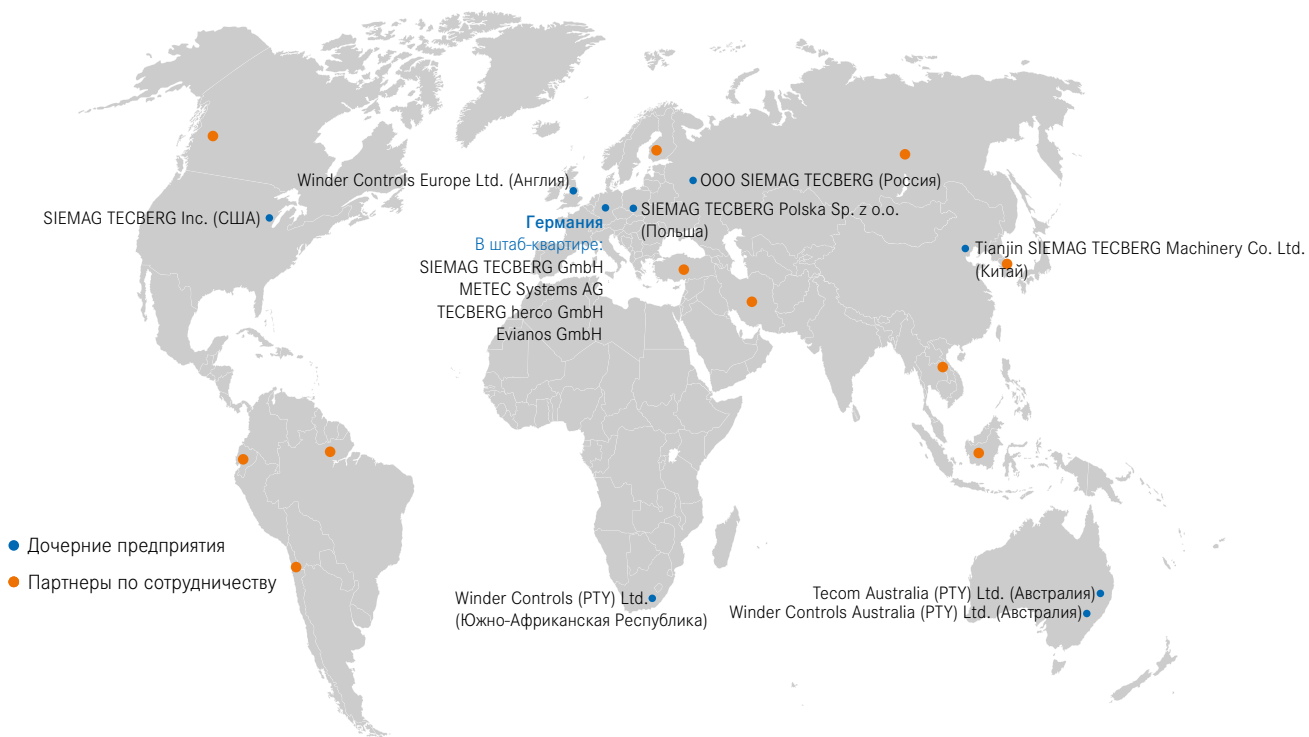 Winder Controls Europe Ltd. (Англия)
ООО SIEMAG TECBERG (Россия)
SIEMAG TECBERG Inc. (США)
SIEMAG TECBERG Polska Sp. z o.o.
(Польша)
Германия
В штаб-квартире:
SIEMAG TECBERG GmbH
METEC Systems AG
TECBERG herco GmbH
Evianos GmbH
Tianjin SIEMAG TECBERG Machinery Co. Ltd.
(Китай)
Дочерние предприятия
Партнеры по сотрудничеству
Winder Controls (PTY) Ltd.
(Южно-Африканская Республика)
Tecom Australia (PTY) Ltd. (Австралия)
Winder Controls Australia (PTY) Ltd. (Австралия)